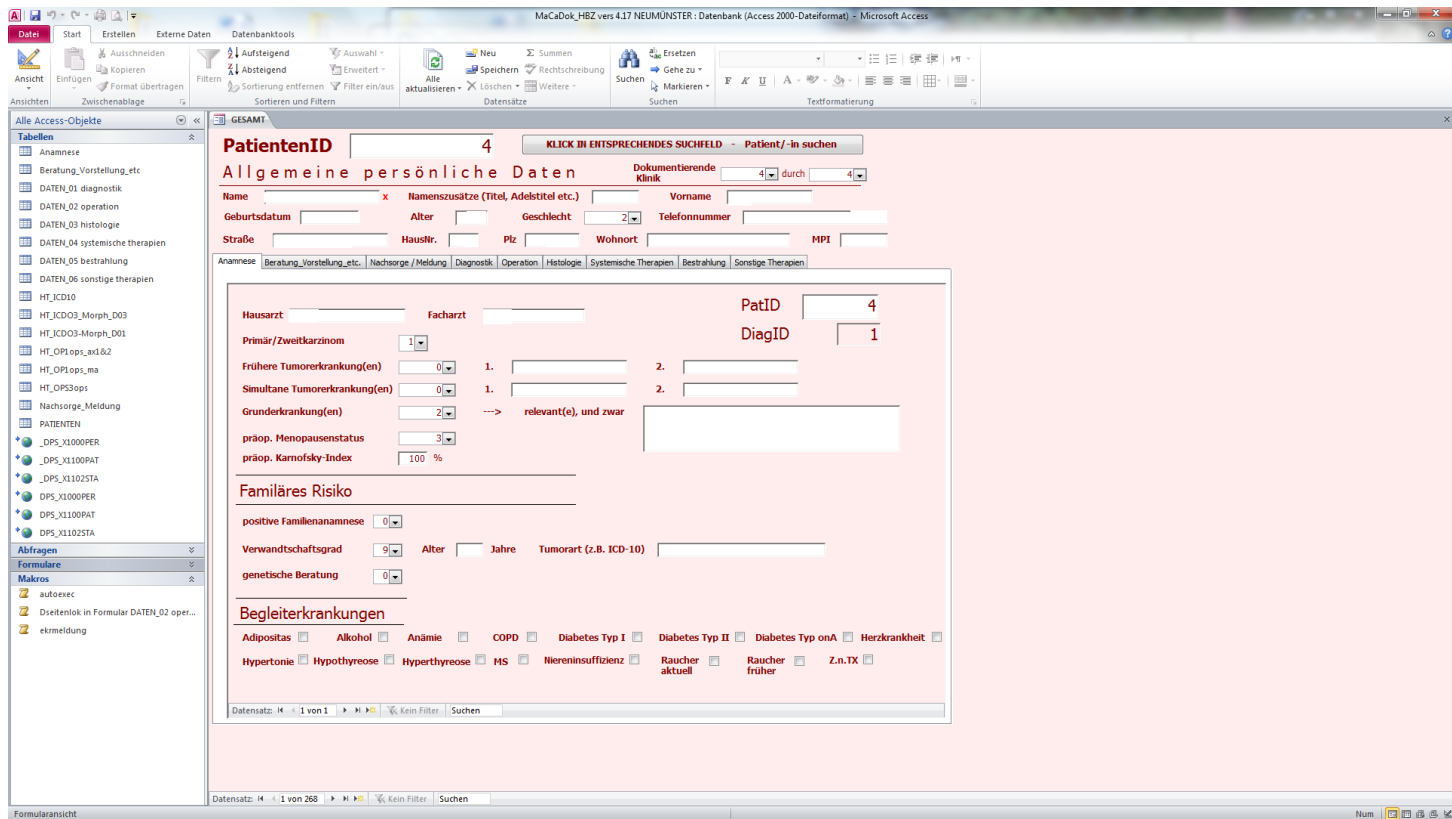 MaCaDok_HBZ vers 4.17 NEUMÜNSTER : Datenbank (Access 2000-Dateiformat) - Microsoft Access
Datei Start Erstellen Externe Daten Datenbanktools
Ansicht
Ansichten
Einfügen
Ausschneiden
Kopieren
Format übertragen
Zwischenablage
Filtern
Aufsteigend
Absteigend
Sortierung entfernen
Auswahl
Erweitert
Filter ein/aus
Sortieren und Filtern
Alle aktualisieren
Neu
Speichern
Löschen
Summen
Rechtschreibung
Weitere
Datensätze
Suchen
Ersetzen
Gehe zu
Markieren
Suchen
F K U A
Textformatierung
Alle Access-Objekte
Tabellen
Anamnese
Beratung_Vorstellung_etc
DATEN_01 diagnostik
DATEN_02 operation
DATEN_03 histologie
DATEN_04 systemische therapien
DATEN_05 bestrahlung
DATEN_06 sonstige therapien
HT_ICD10
HT_ICDO3_Morph_D03
HT_ICDO3-Morph_D01
HT_OP1ops_ax1&2
HT_OP1ops_ma
HT_OPS3ops
Nachsorge_Meldung
PATIENTEN
_DPS_X1000PER
_DPS_X1100PAT
_DPS_X1102STA
DPS_X1000PER
DPS_X1100PAT
DPS_X1102STA
Abfragen
Formulare
Makros
autoexec
Dseitenlok in Formular DATEN_02 oper...
ekrmeldung
GESAMT
PatientenID 4 KLICK IN ENTSPRECHENDES SUCHFELD - Patient/-in suchen
Allgemeine persönliche Daten Dokumentierende Klinik 4 durch 4
Name x Namenszusätze (Titel, Adelstitel etc.) Vorname
Geburtsdatum Alter Geschlecht 2 Telefonnummer
Straße HausNr. Plz Wohnort MPI
Anamnese Beratung_Vorstellung_etc. Nachsorge / Meldung Diagnostik Operation Histologie Systemische Therapien Bestrahlung Sonstige Therapien
PatID 4
Hausarzt Facharzt
DiagID 1
Primär/Zweitkarzinom 1
Frühere Tumorerkrankung(en) 0 1. 2.
Simultane Tumorerkrankung(en) 0 1. 2.
Grunderkrankung(en) 2 ---> relevant(e), und zwar
präop. Menopausenstatus 3
präop. Karnofsky-Index 100 %
Familäres Risiko
positive Familienanamnese 0
Verwandtschaftsgrad 9 Alter Jahre Tumorart (z.B. ICD-10)
genetische Beratung 0
Begleiterkrankungen
Adipositas Alkohol Anämie COPD Diabetes Typ I Diabetes Typ II Diabetes Typ onA Herzkrankheit
Hypertonie Hypothyreose Hyperthyreose MS Niereninsuffizienz Raucher aktuell Raucher früher Z.n.TX
Datensatz: 1 von 1 Kein Filter Suchen
Datensatz: 1 von 268 Kein Filter Suchen
Formularansicht Num